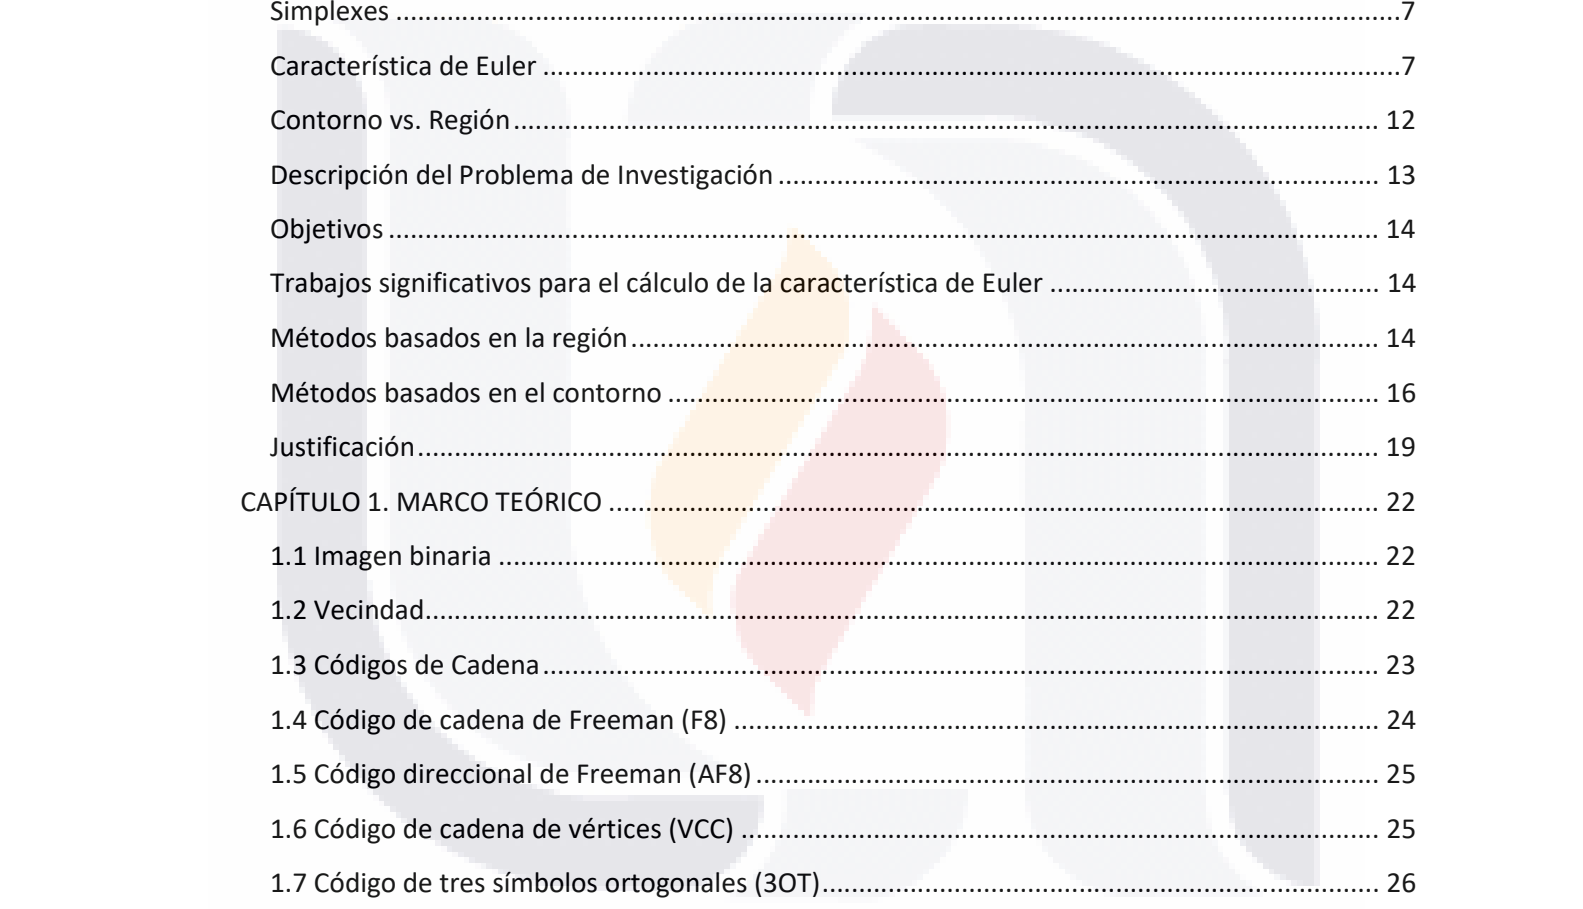 Simplexes ........................................................................................................................................7
Característica de Euler ....................................................................................................................7
Contorno vs. Región ..................................................................................................................... 12
Descripción del Problema de Investigación ................................................................................. 13
Objetivos ...................................................................................................................................... 14
Trabajos significativos para el cálculo de la característica de Euler ............................................ 14
Métodos basados en la región ..................................................................................................... 14
Métodos basados en el contorno ................................................................................................ 16
Justificación .................................................................................................................................. 19
CAPÍTULO 1. MARCO TEÓRICO ........................................................................................................ 22
1.1 Imagen binaria ....................................................................................................................... 22
1.2 Vecindad ................................................................................................................................. 22
1.3 Códigos de Cadena ................................................................................................................. 23
1.4 Código de cadena de Freeman (F8) ....................................................................................... 24
1.5 Código direccional de Freeman (AF8) .................................................................................... 25
1.6 Código de cadena de vértices (VCC) ...................................................................................... 25
1.7 Código de tres símbolos ortogonales (3OT) ........................................................................... 26